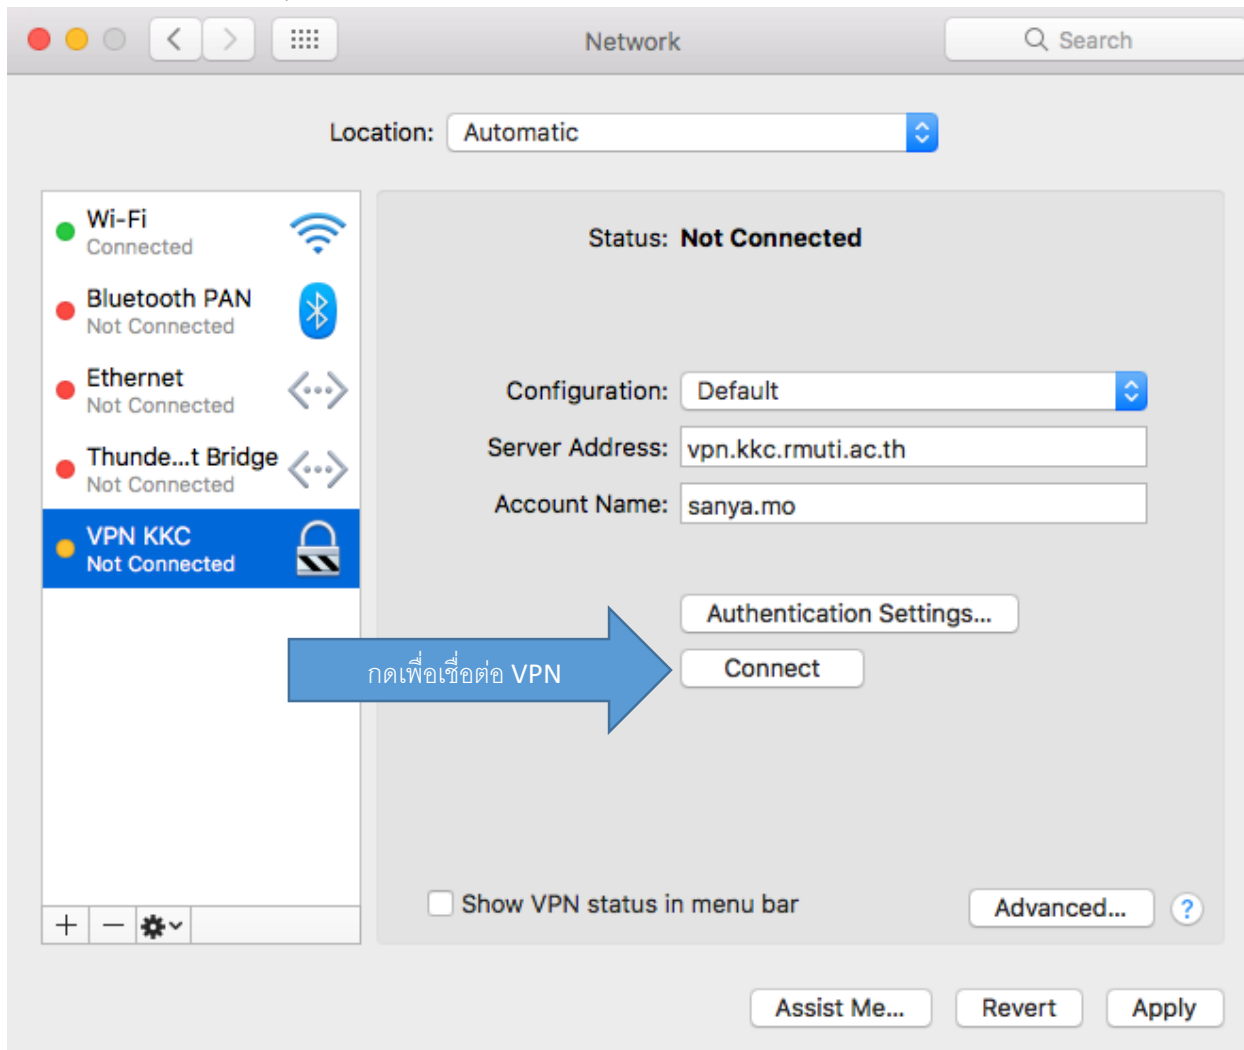 Network
Search
Location: Automatic
Wi-Fi
Connected
Bluetooth PAN
Not Connected
Ethernet
Not Connected
Thunde...t Bridge
Not Connected
VPN KKC
Not Connected
Status: Not Connected
Configuration: Default
Server Address: vpn.kkc.rmuti.ac.th
Account Name: sanya.mo
Authentication Settings...
กดเพื่อเชื่อต่อ VPN
Connect
Show VPN status in menu bar
Advanced...
?
Assist Me...
Revert
Apply